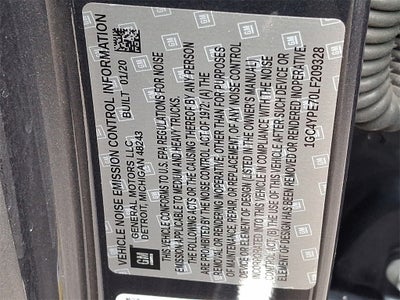 VEHICLE NOISE EMISSION CONTROL INFORMATION
GENERAL MOTORS LLC
DETROIT, MICHIGAN 48243
BUILT 01/20
THIS VEHICLE CONFORMS TO U.S. EPA REGULATIONS FOR NOISE
EMISSION APPLICABLE TO MEDIUM AND HEAVY TRUCKS.
THE FOLLOWING ACTS OR THE CAUSING THEREOF BY ANY PERSON
ARE PROHIBITED BY THE NOISE CONTROL ACT OF 1972: (A) THE
REMOVAL OR RENDERING INOPERATIVE, OTHER THAN FOR PURPOSES
OF MAINTENANCE, REPAIR, OR REPLACEMENT, OF ANY NOISE CONTROL
DEVICE OR ELEMENT OF DESIGN (LISTED IN THE OWNER'S MANUAL)
INCORPORATED INTO THIS VEHICLE IN COMPLIANCE WITH THE NOISE
CONTROL ACT; (B) THE USE OF THIS VEHICLE AFTER SUCH DEVICE OR
ELEMENT OF DESIGN HAS BEEN REMOVED OR RENDERED INOPERATIVE.
1GC4YPE70LF209328
GM
GM
GM